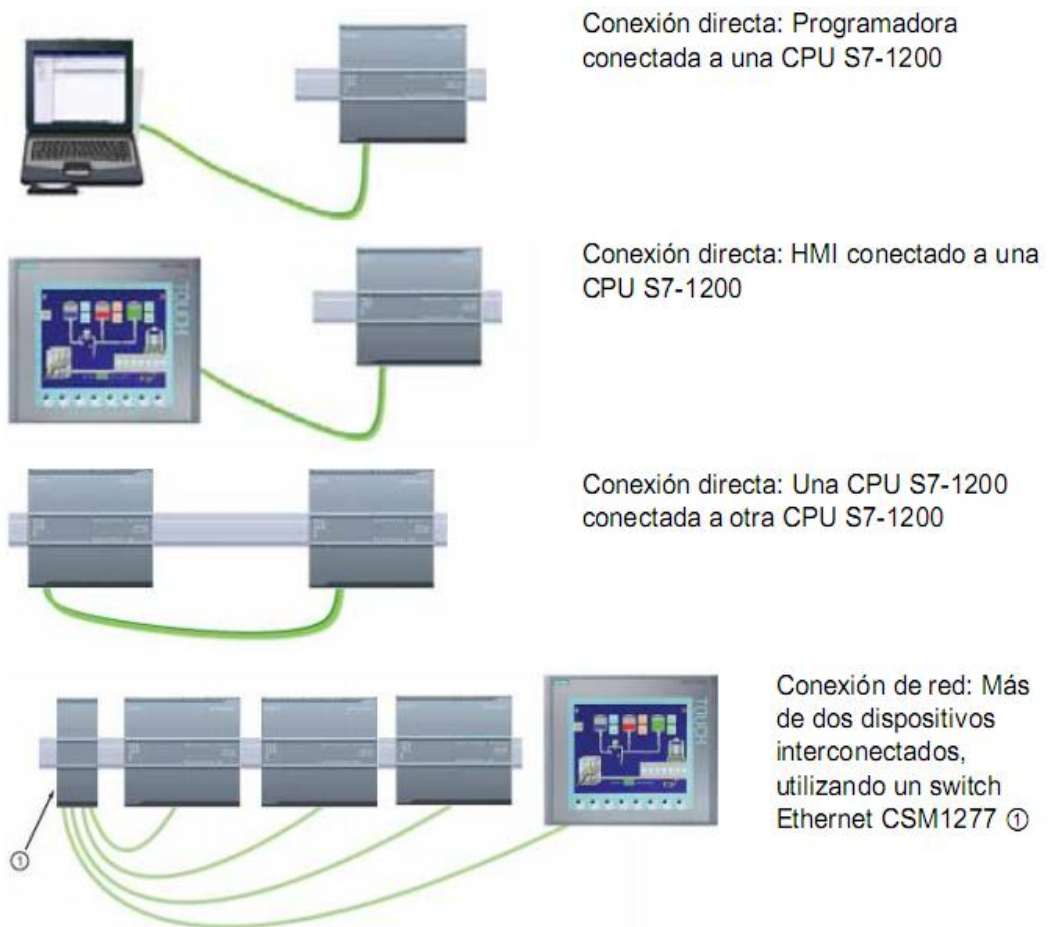 Conexión directa: Programadora
conectada a una CPU S7-1200
Conexión directa: HMI conectado a una
CPU S7-1200
TOUCH
Conexión directa: Una CPU S7-1200
conectada a otra CPU S7-1200
Conexión de red: Más
de dos dispositivos
interconectados,
utilizando un switch
Ethernet CSM1277 ①
TOUCH
①